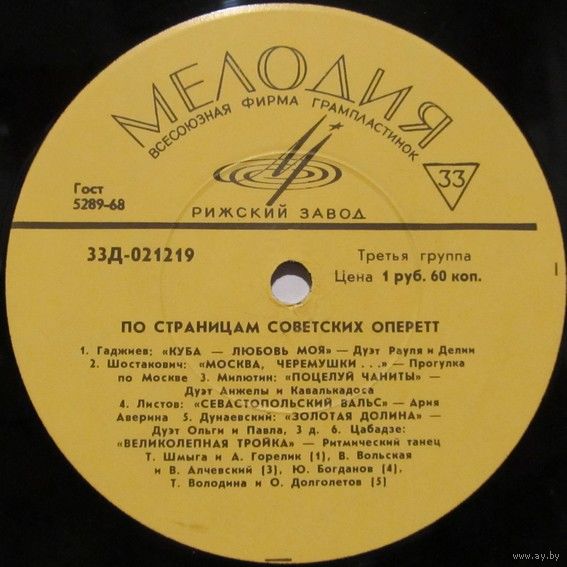 МЕЛОДИЯ
ВСЕСОЮЗНАЯ ФИРМА ГРАМПЛАСТИНОК
33
Гост
5289-68
РИЖСКИЙ ЗАВОД
33Д-021219
Третья группа
Цена 1 руб. 60 коп.
ПО СТРАНИЦАМ СОВЕТСКИХ ОПЕРЕТТ
1. Гаджиев: «КУБА — ЛЮБОВЬ МОЯ» — Дуэт Рауля и Делии
2. Шостакович: «МОСКВА, ЧЕРЕМУШКИ...» — Прогулка
по Москве 3. Милютин: «ПОЦЕЛУЙ ЧАНИТЫ» —
Дуэт Анжелы и Кавалькадоса
4. Листов: «СЕВАСТОПОЛЬСКИЙ ВАЛЬС» — Ария
Аверина 5. Дунаевский: «ЗОЛОТАЯ ДОЛИНА» —
Дуэт Ольги и Павла, 3 д. 6. Цабадзе:
«ВЕЛИКОЛЕПНАЯ ТРОЙКА» — Ритмический танец
Т. Шмыга и А. Горелик (1), В. Вольская
и В. Алчевский (3), Ю. Богданов (4),
Т. Володина и О. Долголетов (5)
www.ay.by